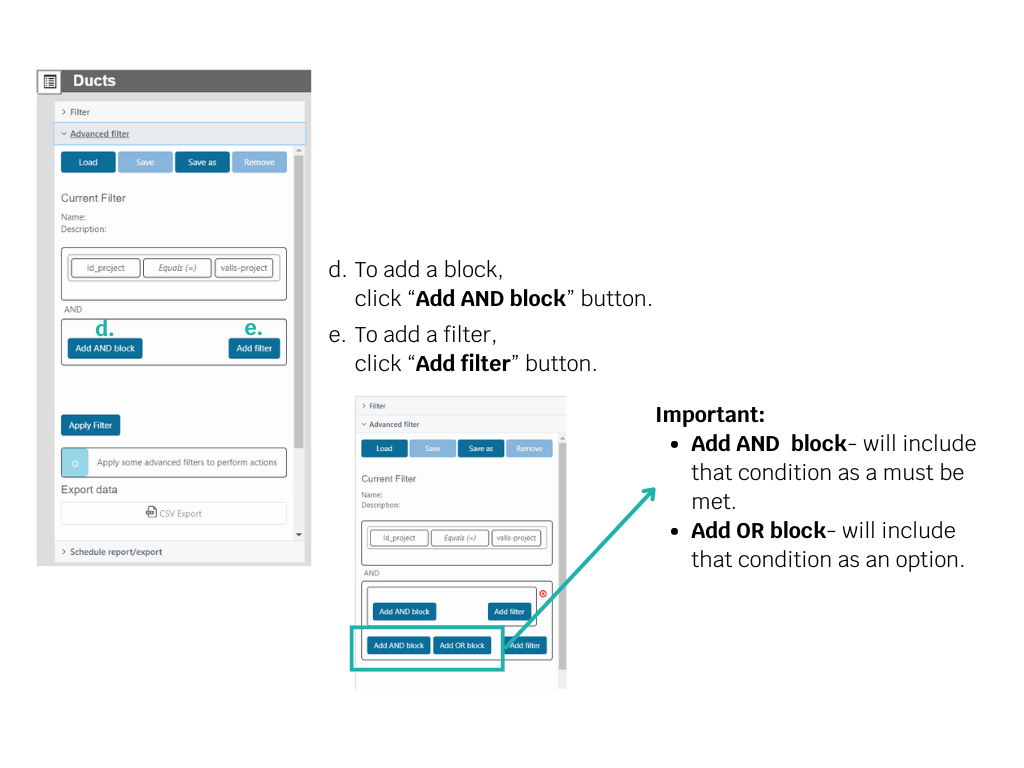 Ducts
Filter
Advanced filter
Load Save Save as Remove
Current Filter
Name:
Description:
Id_project Equals (=) valls-project
AND
d. e.
Add AND block Add filter
Apply Filter
Apply some advanced filters to perform actions
Export data
CSV Export
Schedule report/export
d. To add a block,
click “Add AND block” button.
e. To add a filter,
click “Add filter” button.
Filter
Advanced filter
Load Save Save as Remove
Current Filter
Name:
Description:
Id_project Equals (=) valls-project
AND
Add AND block Add filter
Add AND block Add OR block Add filter
Important:
• Add AND block- will include
that condition as a must be
met.
• Add OR block- will include
that condition as an option.